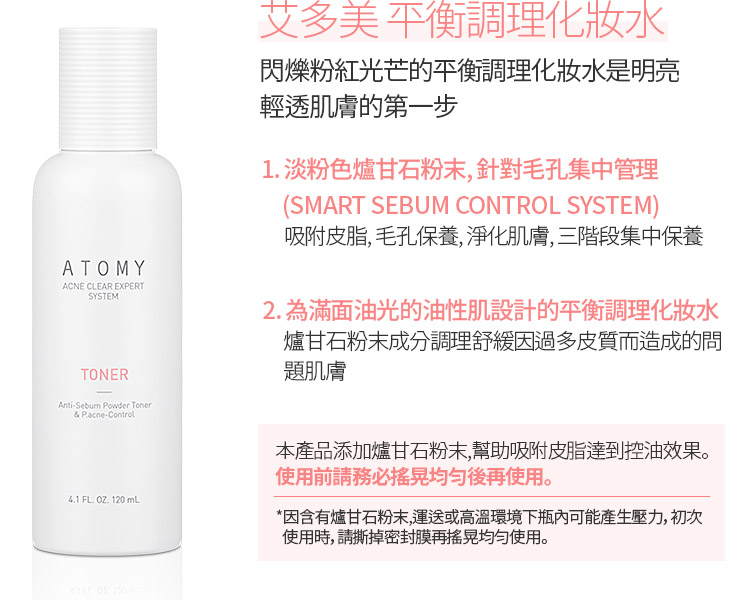 艾多美 平衡調理化妝水
閃爍粉紅光芒的平衡調理化妝水是明亮
輕透肌膚的第一步
1. 淡粉色爐甘石粉末, 針對毛孔集中管理
(SMART SEBUM CONTROL SYSTEM)
吸附皮脂, 毛孔保養, 淨化肌膚, 三階段集中保養
2. 為滿面油光的油性肌設計的平衡調理化妝水
爐甘石粉末成分調理舒緩因過多皮質而造成的問
題肌膚
本產品添加爐甘石粉末,幫助吸附皮脂達到控油效果。
使用前請務必搖晃均勻後再使用。
*因含有爐甘石粉末,運送或高溫環境下瓶內可能產生壓力, 初次
使用時, 請撕掉密封膜再搖晃均勻使用。
ATOMY
ACNE CLEAR EXPERT
SYSTEM
TONER
Anti-Sebum Powder Toner
& P.acne-Control
4.1 FL. OZ. 120 mL